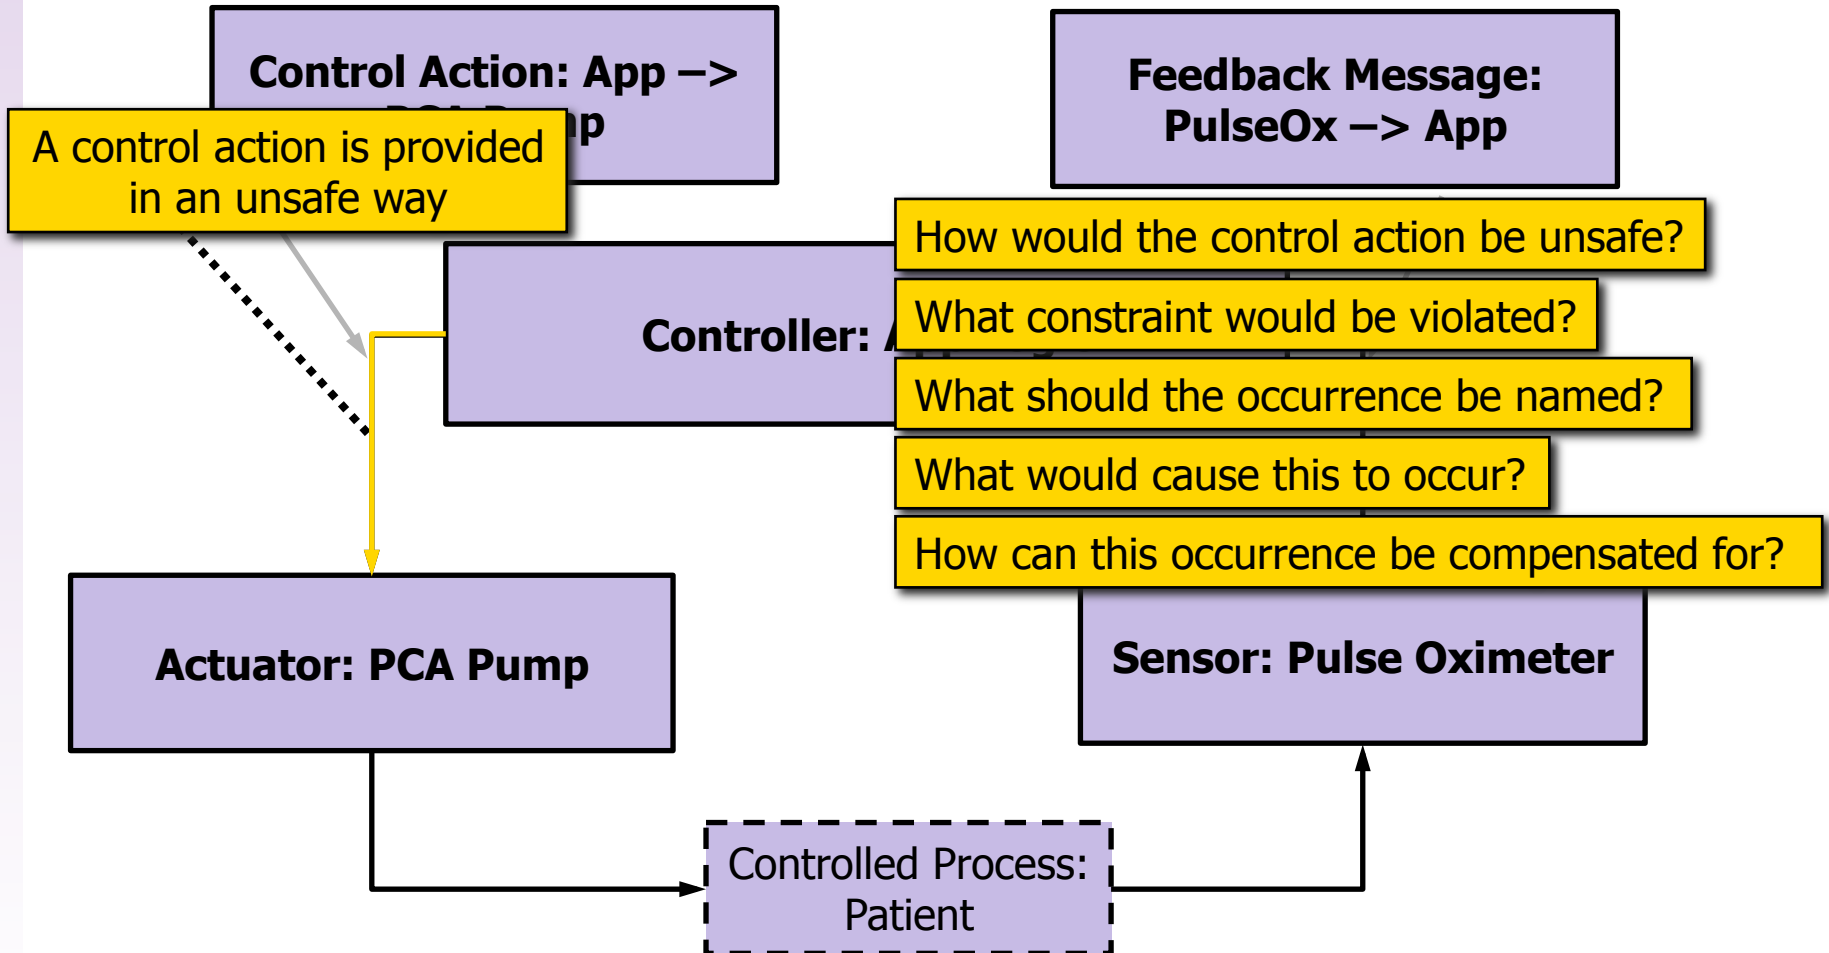 Control Action: App –>
A control action is provided
in an unsafe way
Feedback Message:
PulseOx –> App
How would the control action be unsafe?
What constraint would be violated?
What should the occurrence be named?
What would cause this to occur?
How can this occurrence be compensated for?
Controller:
Actuator: PCA Pump
Sensor: Pulse Oximeter
Controlled Process:
Patient